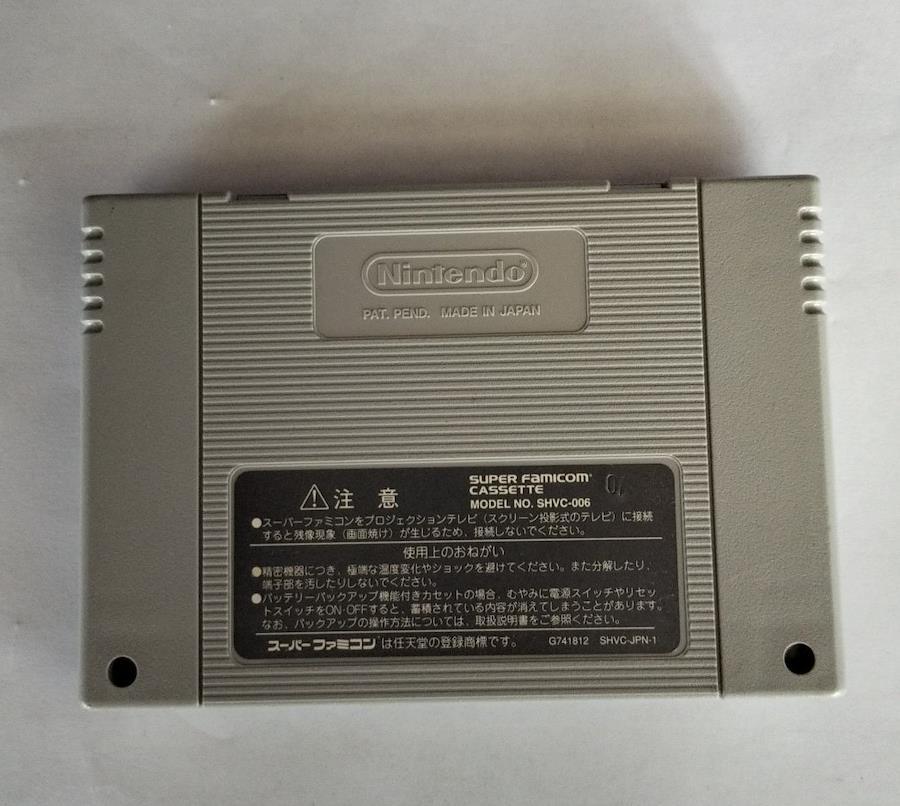 Nintendo®
PAT. PEND. MADE IN JAPAN
⚠注意
SUPER FAMICOM®
CASSETTE
MODEL NO. SHVC-006
●スーパーファミコンをプロジェクションテレビ（スクリーン投影式のテレビ）に接続
すると残像現象（画面焼け）が生じるため、接続しないでください。
使用上のおねがい
●精密機器につき、極端な温度変化やショックを避けてください。また分解したり、
端子部を汚したりしないでください。
●バッテリーバックアップ機能付きカセットの場合、むやみに電源スイッチやリセッ
トスイッチをON・OFFすると、蓄積されている内容が消えてしまうことがあります。
なお、バックアップの操作方法については、取扱説明書をご参照ください。
スーパーファミコン®は任天堂の登録商標です。 G741812 SHVC-JPN-1